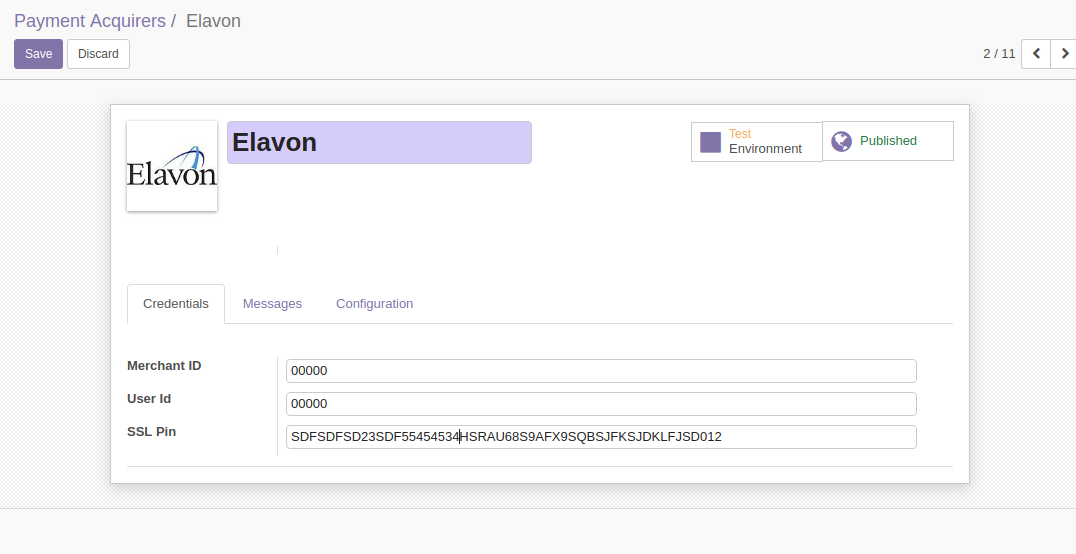 Payment Acquirers / Elavon
Save Discard 2 / 11
Elavon
Elavon
Test
Environment
Published
Credentials Messages Configuration
Merchant ID 00000
User Id 00000
SSL Pin SDFSDFSD23SDF55454534HSRAU68S9AFX9SQBSJFKSJDKLFJSD012